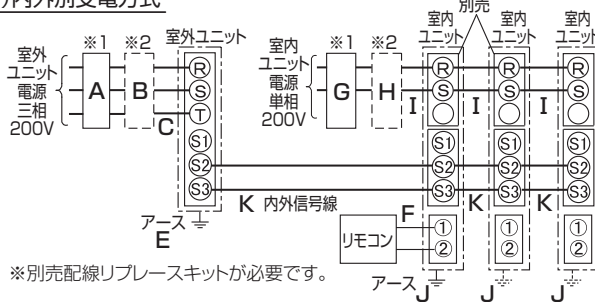 室内外別受電方式
別売
※1 ※2 室外ユニット
室外
ユニット
電源
三相
200V
A B C
R
S
T
S1
S2
S3
アース
E
K 内外信号線
※1 ※2
室内
ユニット
電源
単相
200V
G H
室内
ユニット
R
S
S1
S2
S3
①
②
I
室内
ユニット
R
S
S1
S2
S3
①
②
I
室内
ユニット
R
S
S1
S2
S3
①
②
I
K
K
F
リモコン
アース J
J
J
※別売配線リプレースキットが必要です。